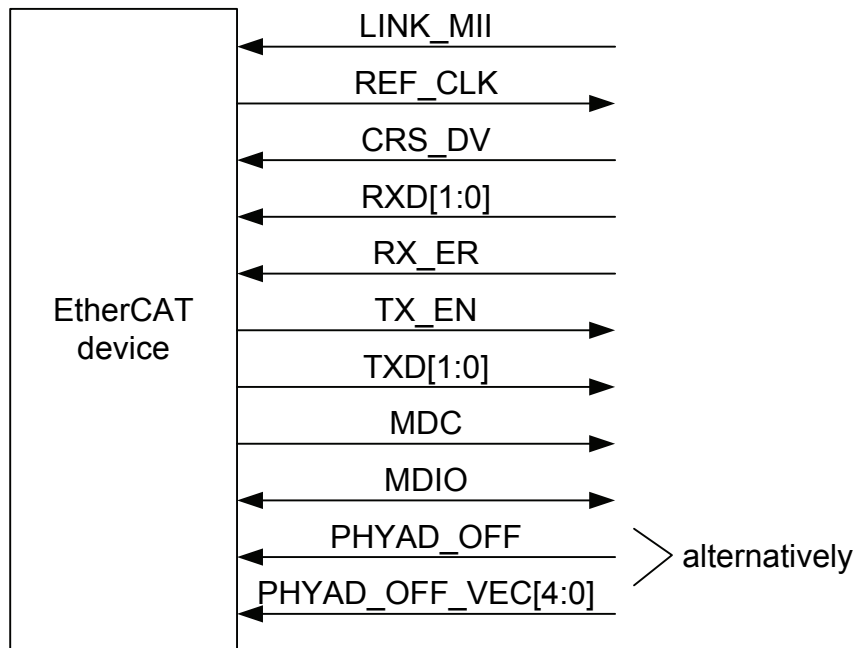 LINK_MII
REF_CLK
CRS_DV
RXD[1:0]
RX_ER
EtherCAT
device
TX_EN
TXD[1:0]
MDC
MDIO
PHYAD_OFF
alternatively
PHYAD_OFF_VEC[4:0]